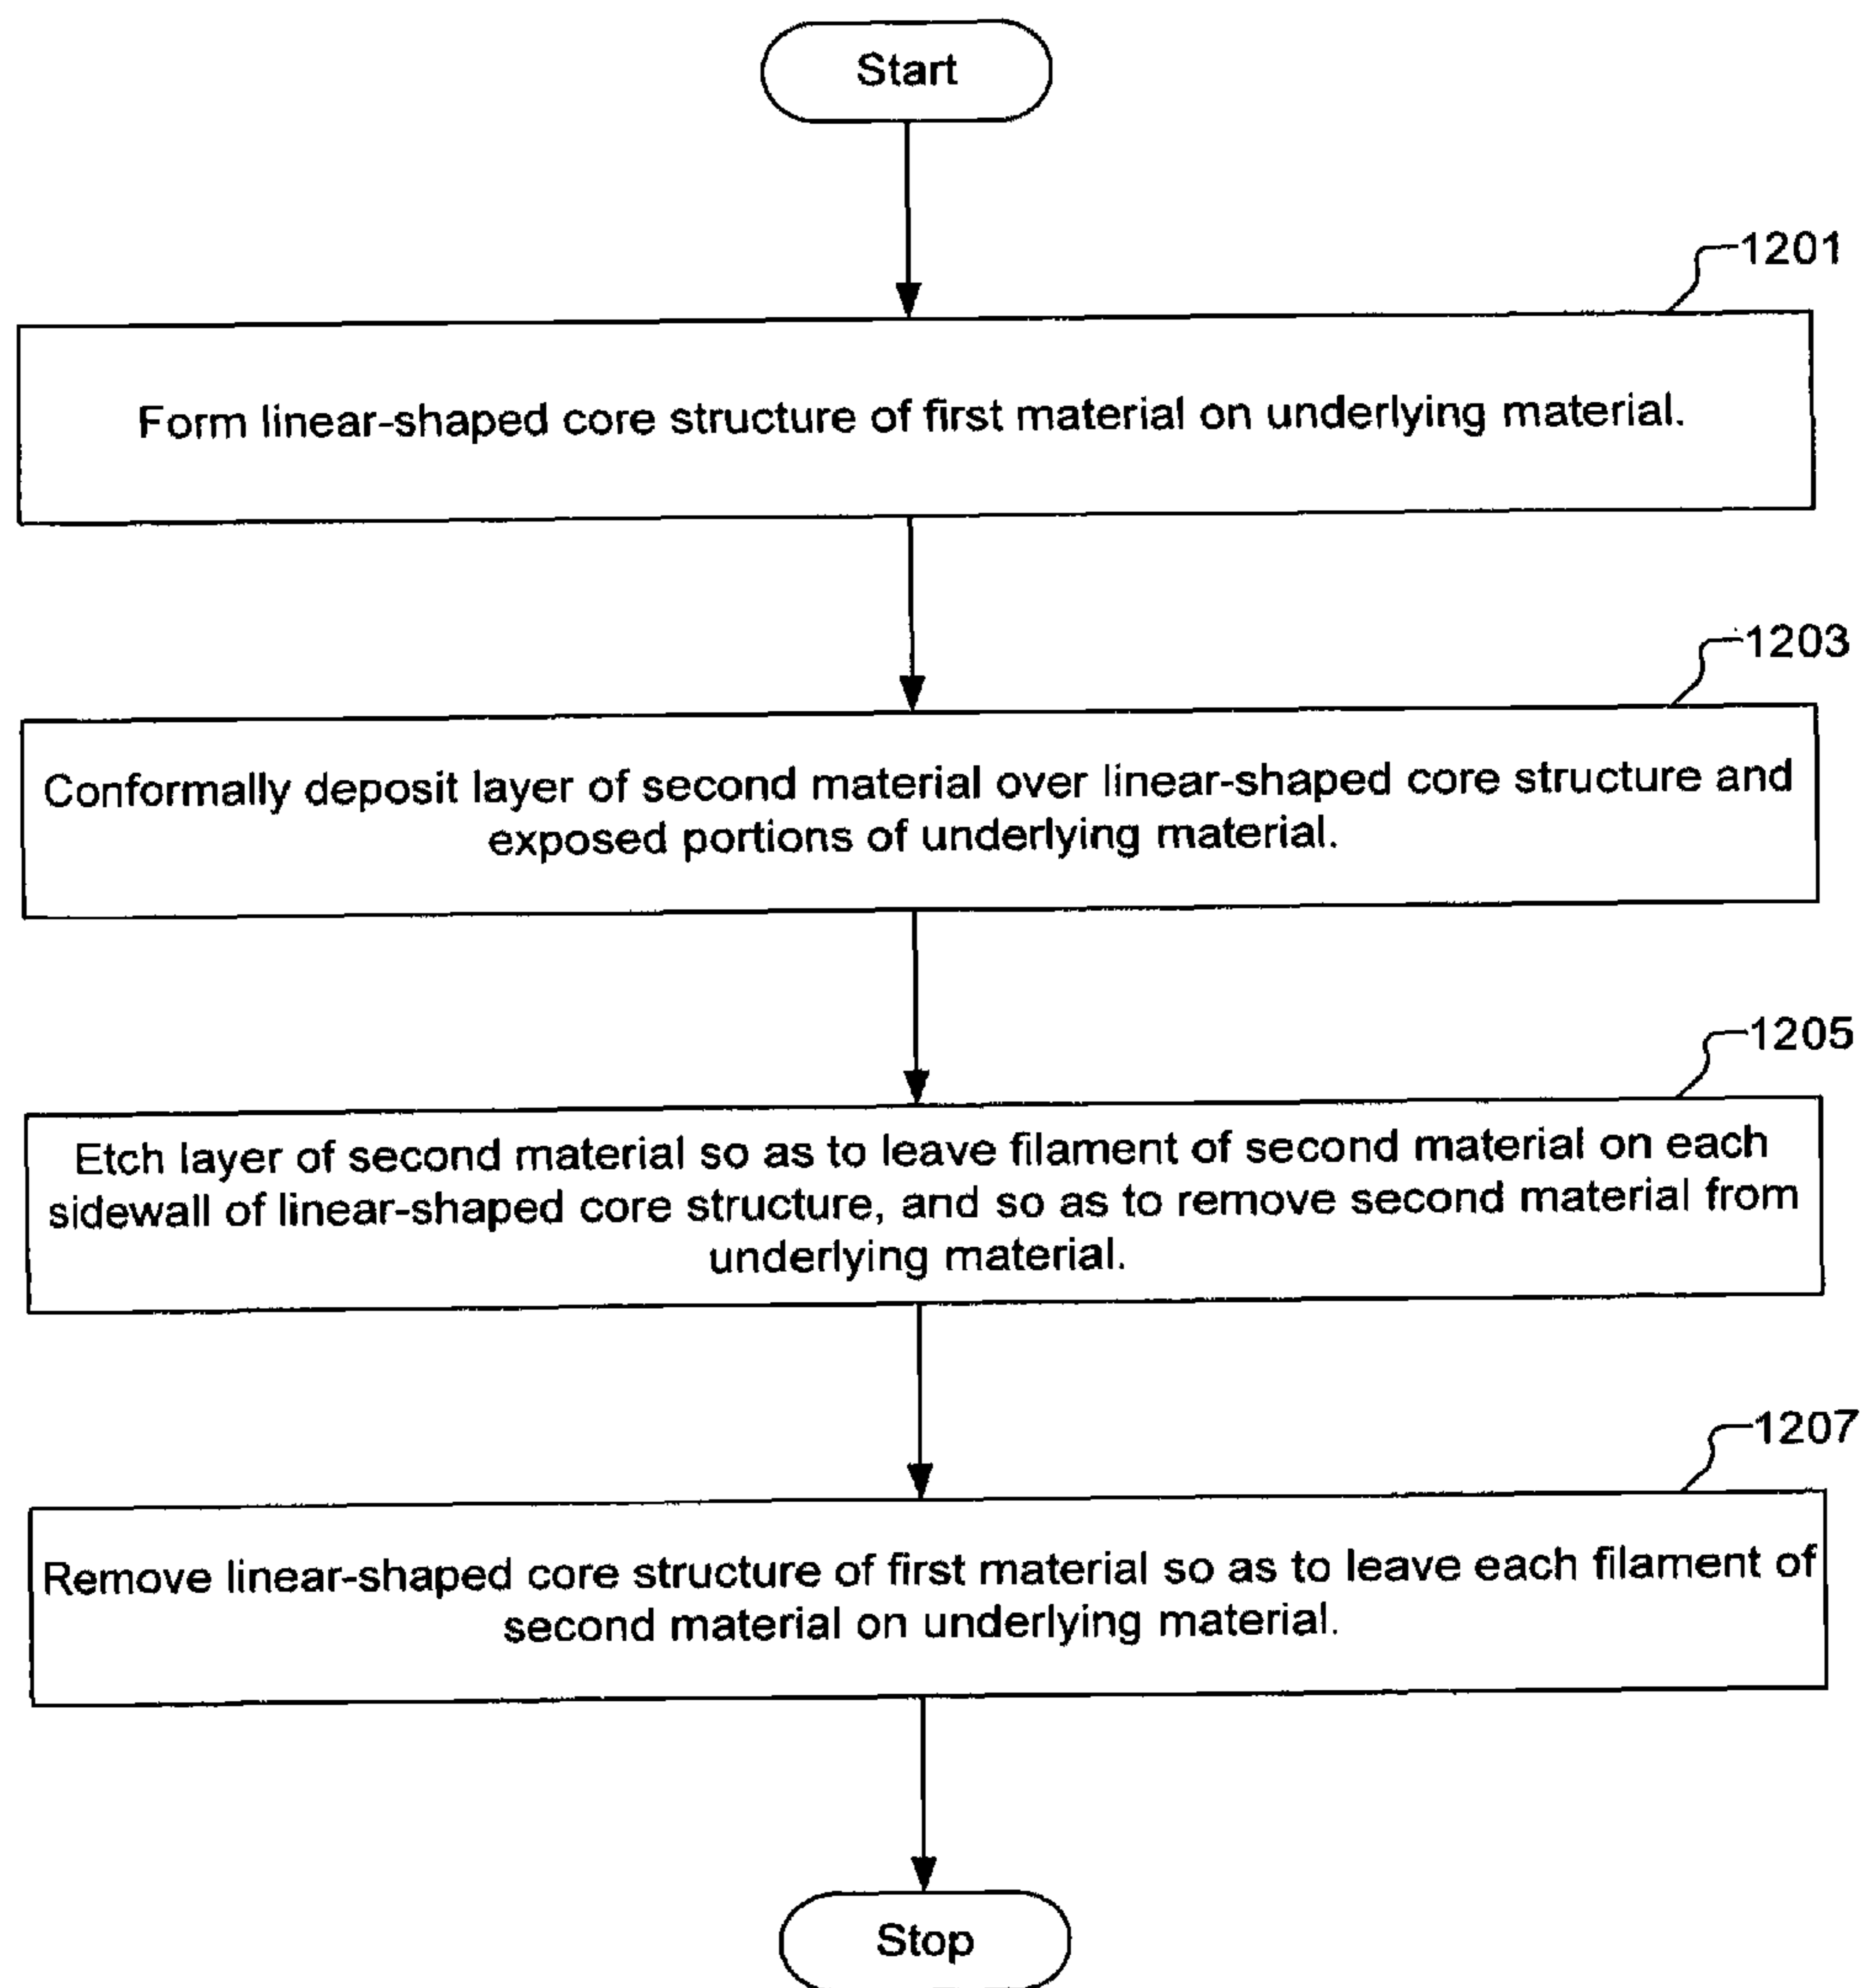 Start
1201
Form linear-shaped core structure of first material on underlying material.
1203
Conformally deposit layer of second material over linear-shaped core structure and
exposed portions of underlying material.
1205
Etch layer of second material so as to leave filament of second material on each
sidewall of linear-shaped core structure, and so as to remove second material from
underlying material.
1207
Remove linear-shaped core structure of first material so as to leave each filament of
second material on underlying material.
Stop